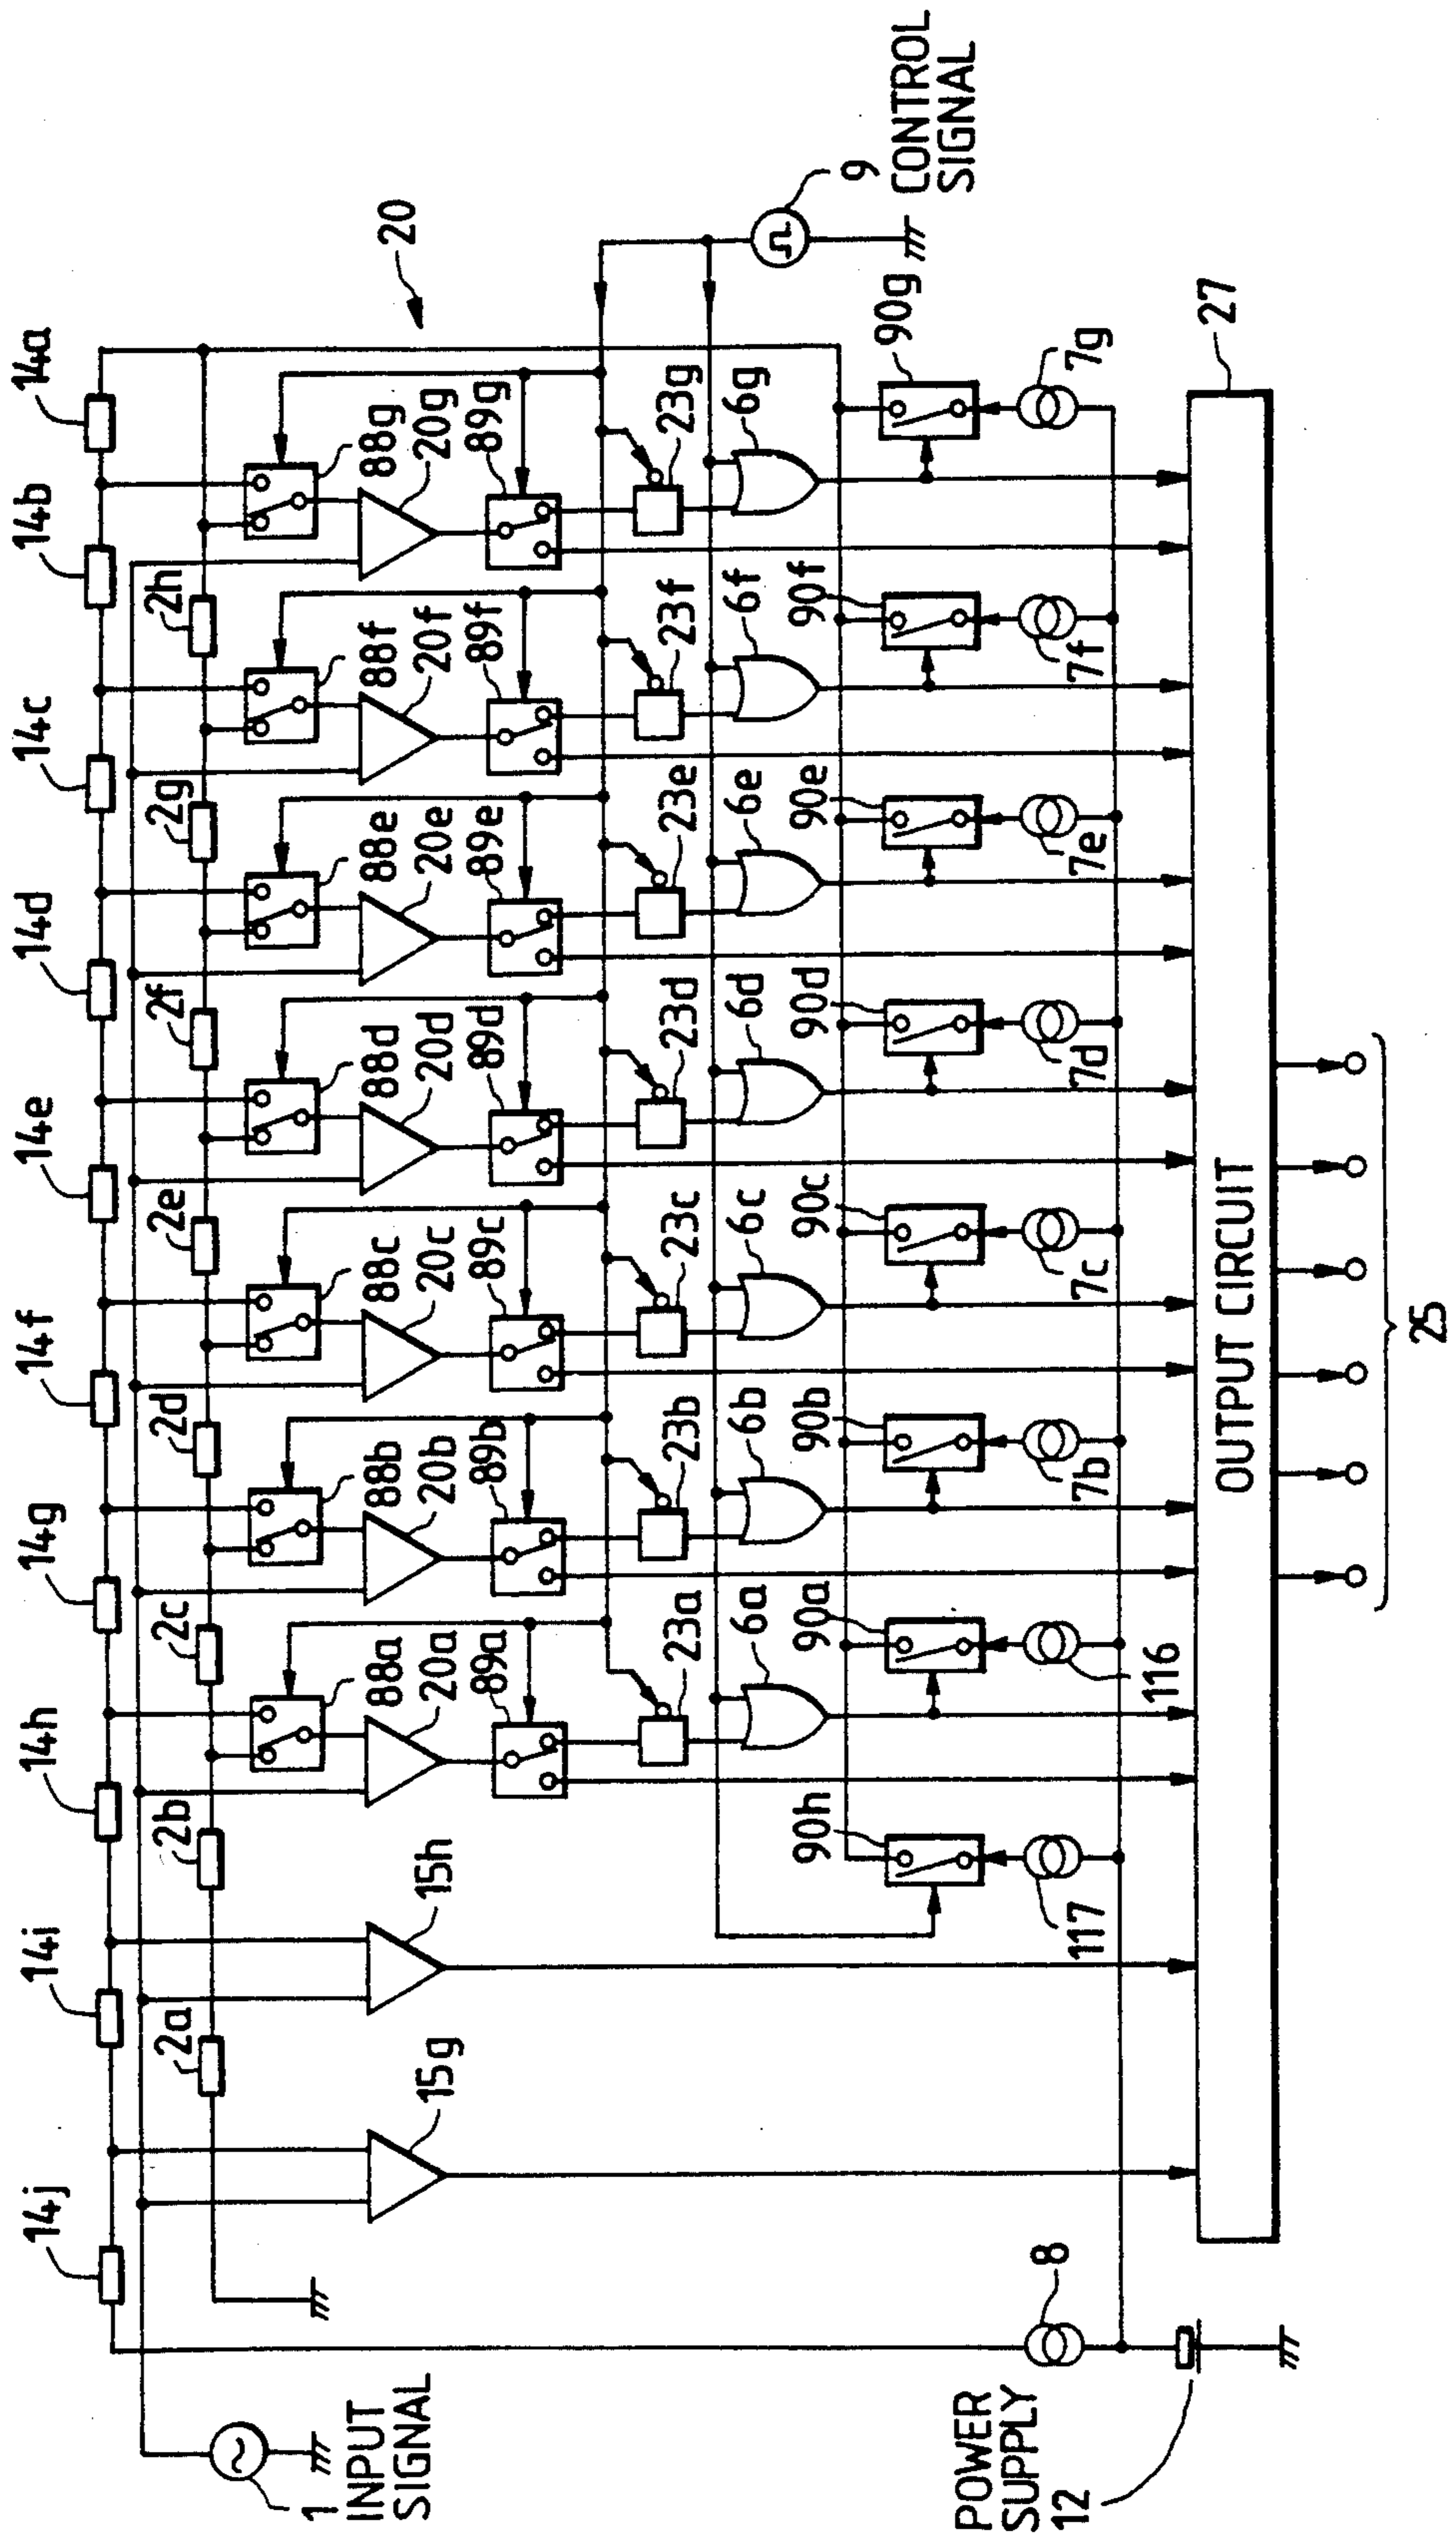 14a
14b
14c
14d
14e
14f
14g
14h
14i
14j
2h
2g
2f
2e
2d
2c
2b
2a
20
88g
20g
89g
23g
6g
90g
7g
88f
20f
89f
23f
6f
90f
7f
88e
20e
89e
23e
6e
90e
7e
88d
20d
89d
23d
6d
90d
7d
88c
20c
89c
23c
6c
90c
7c
88b
20b
89b
23b
6b
90b
7b
88a
20a
89a
23a
6a
90a
116
90h
117
15h
15g
9
CONTROL
SIGNAL
27
OUTPUT CIRCUIT
25
8
1
INPUT
SIGNAL
POWER
SUPPLY
12